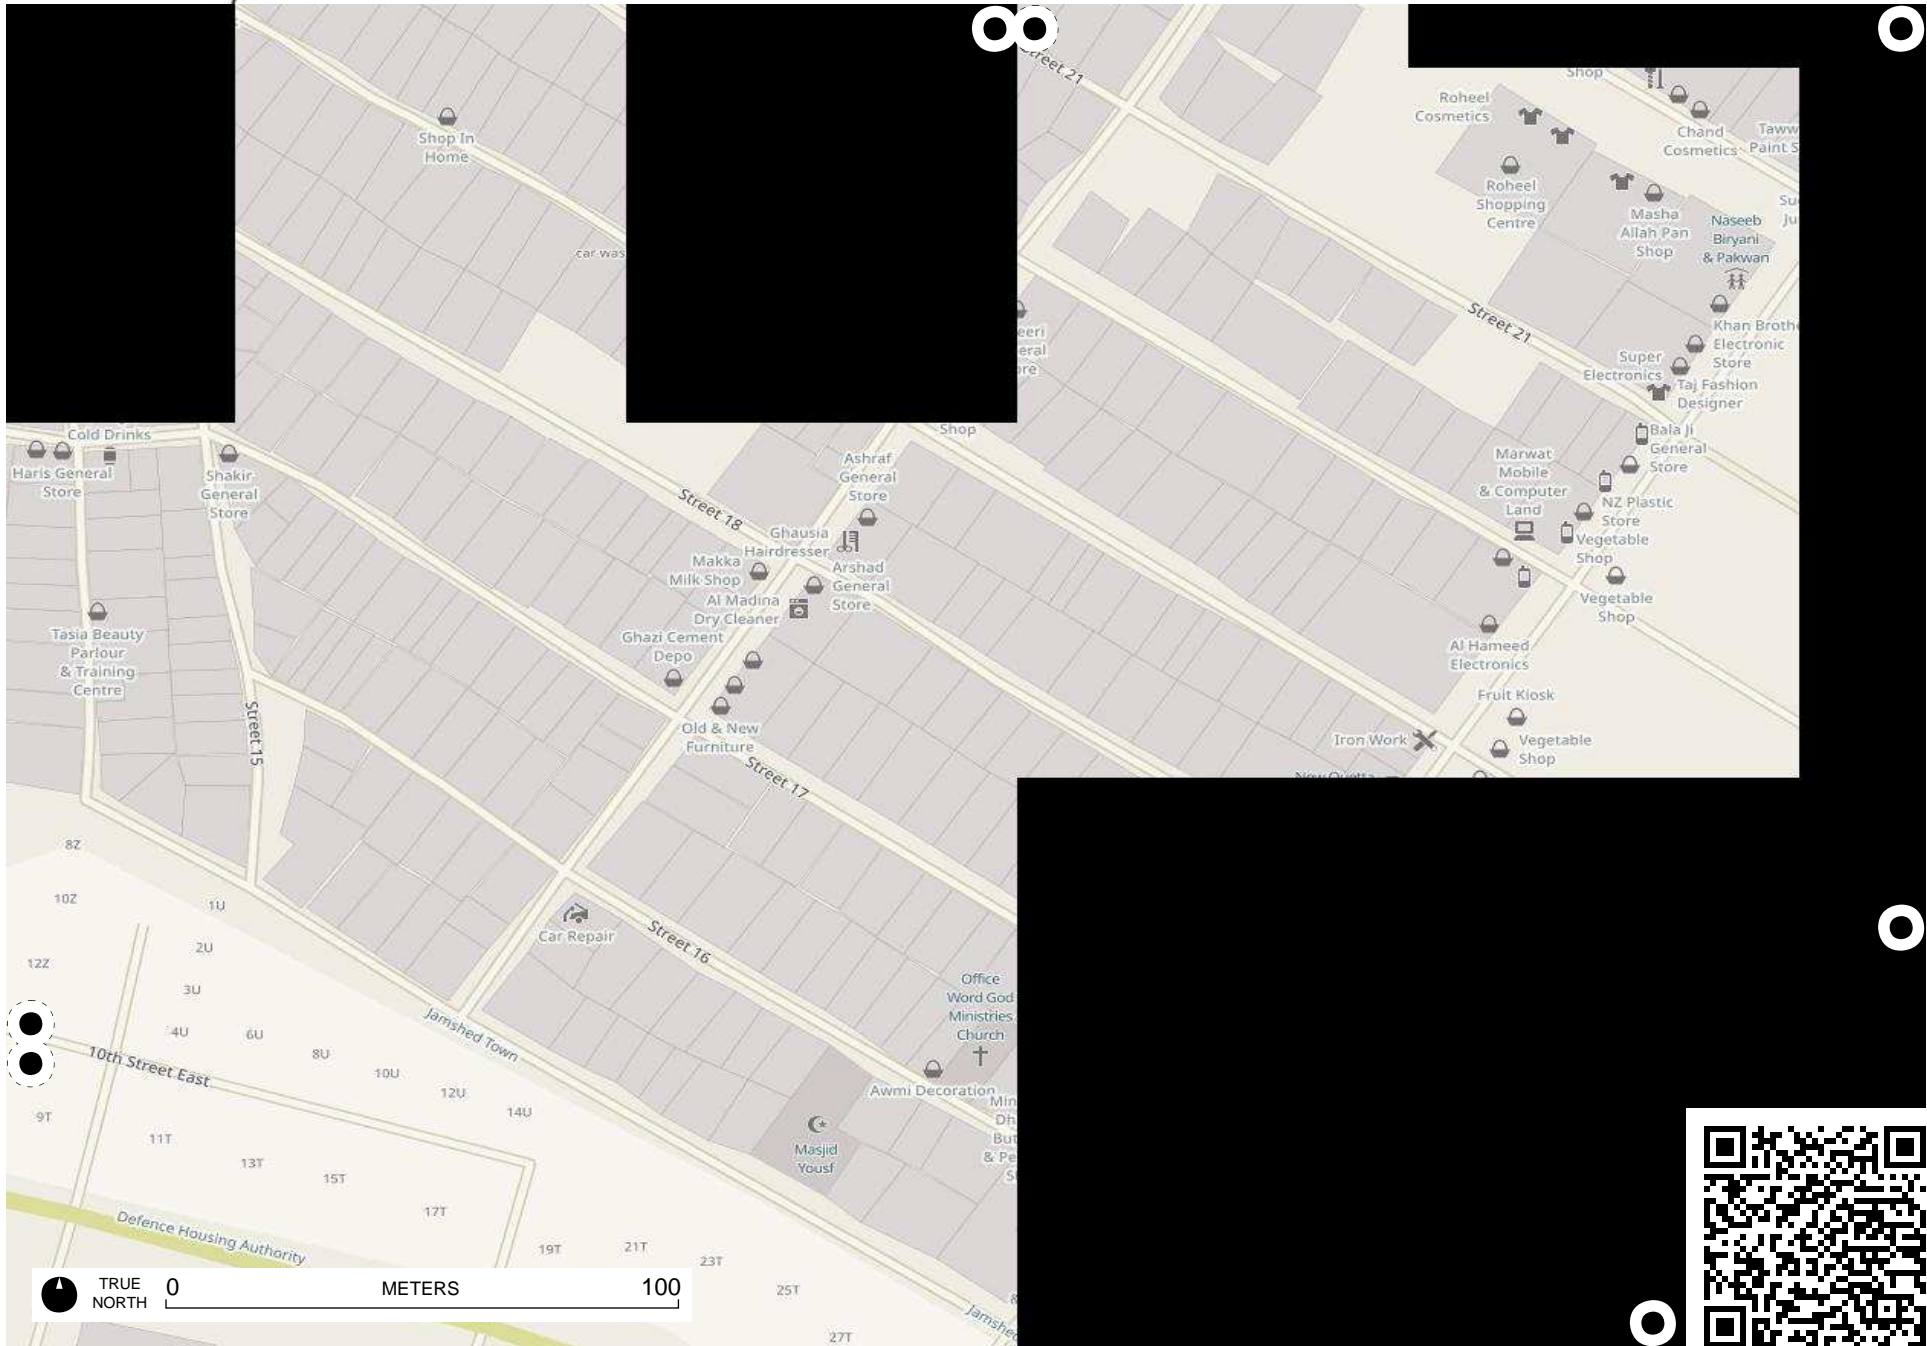 Street 21
Shop
Roheel
Cosmetics
Chand
Cosmetics
Shop In
Home
Roheel
Shopping
Centre
Masha
Allah Pan
Shop
Naseeb
Biryani
& Pakwan
car was
Street 21
Khan Brothe
Electronic
Store
Super
Electronics
Taj Fashion
Designer
Cold Drinks
Shop
Bala Ji
General
Store
Haris General
Store
Shakir
General
Store
Ashraf
General
Store
Marwat
Mobile
& Computer
Land
Street 18
NZ Plastic
Store
Ghausia
Hairdresser
Vegetable
Shop
Makka
Milk Shop
Arshad
General
Store
Al Madina
Dry Cleaner
Vegetable
Shop
Tasia Beauty
Parlour
& Training
Centre
Ghazi Cement
Depo
Al Hameed
Electronics
Fruit Kiosk
Street 15
Old & New
Furniture
Iron Work
Vegetable
Shop
Street 17
New Quetta
8Z
10Z
1U
Car Repair
Street 16
2U
12Z
3U
Office
Word God
Ministries
Church
4U
6U
Jamshed Town
8U
10th Street East
10U
12U
14U
Awmi Decoration
9T
11T
13T
15T
Masjid
Yousf
17T
Defence Housing Authority
19T
21T
23T
25T
27T
TRUE
NORTH
0
METERS
100